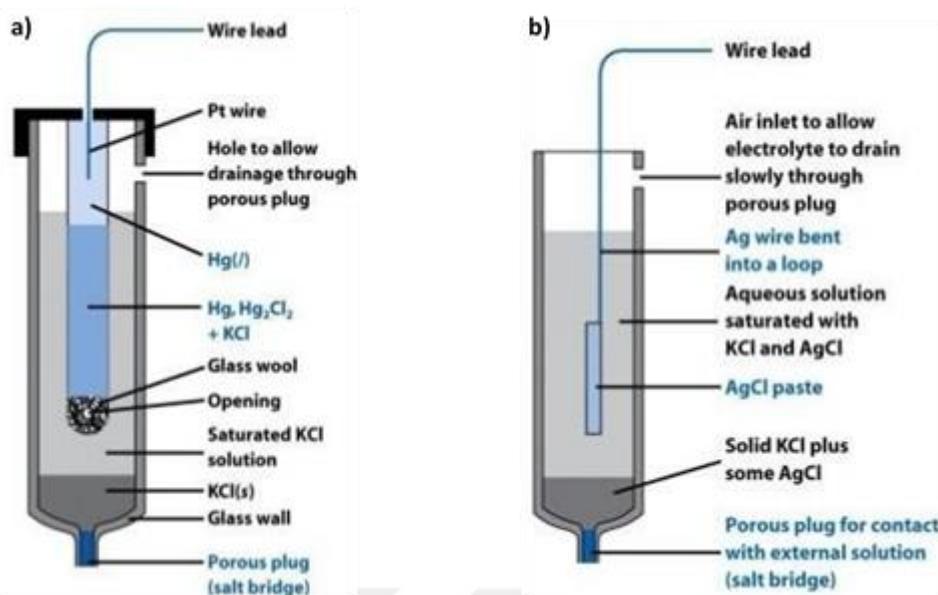 a)
Wire lead
Pt wire
Hole to allow
drainage through
porous plug
Hg(l)
Hg, Hg₂Cl₂
+ KCl
Glass wool
Opening
Saturated KCl
solution
KCl(s)
Glass wall
Porous plug
(salt bridge)
b)
Wire lead
Air inlet to allow
electrolyte to drain
slowly through
porous plug
Ag wire bent
into a loop
Aqueous solution
saturated with
KCl and AgCl
AgCl paste
Solid KCl plus
some AgCl
Porous plug for contact
with external solution
(salt bridge)